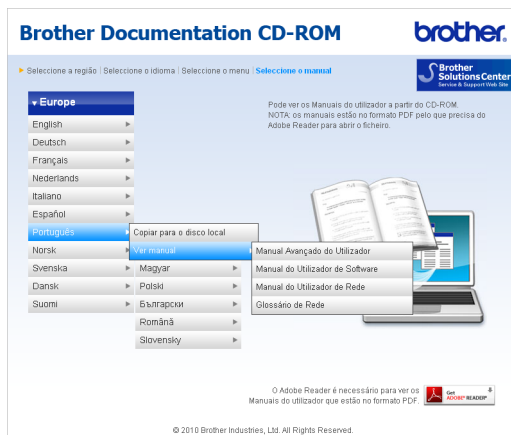 Brother Documentation CD-ROM
brother.
Seleccione a região | Seleccione o idioma | Seleccione o menu | Seleccione o manual
Brother
Solutions Center
Service & Support Web Site
Europe
Pode ver os Manuais do utilizador a partir do CD-ROM.
NOTA: os manuais estão no formato PDF pelo que precisa do
Adobe Reader para abrir o ficheiro.
English
Deutsch
Français
Nederlands
Italiano
Español
Português
Copiar para o disco local
Norsk
Ver manual
Manual Avançado do Utilizador
Svenska
Magyar
Manual do Utilizador de Software
Dansk
Polski
Manual do Utilizador de Rede
Suomi
Български
Glossário de Rede
Română
Slovensky
O Adobe Reader é necessário para ver os
Manuais do utilizador que estão no formato PDF.
Get
ADOBE® READER®
© 2010 Brother Industries, Ltd. All Rights Reserved.